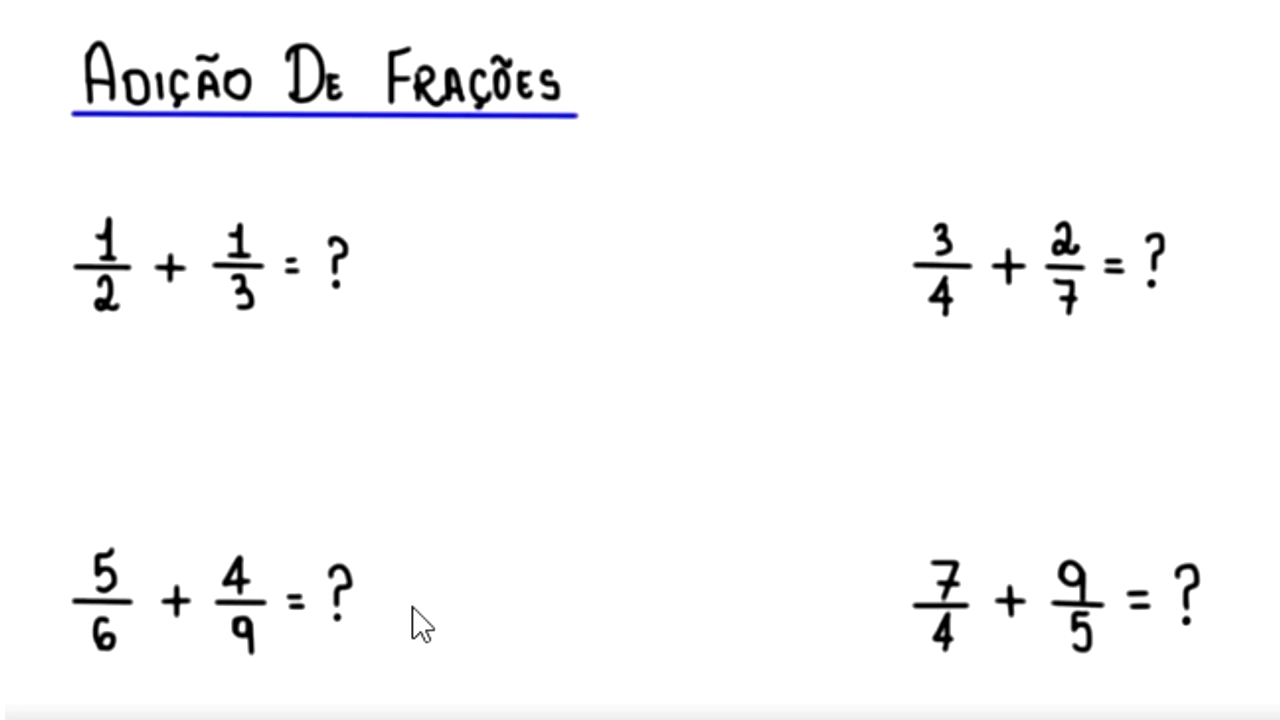 Adição De Frações
1/2 + 1/3 = ?
3/4 + 2/7 = ?
5/6 + 4/9 = ?
7/4 + 9/5 = ?